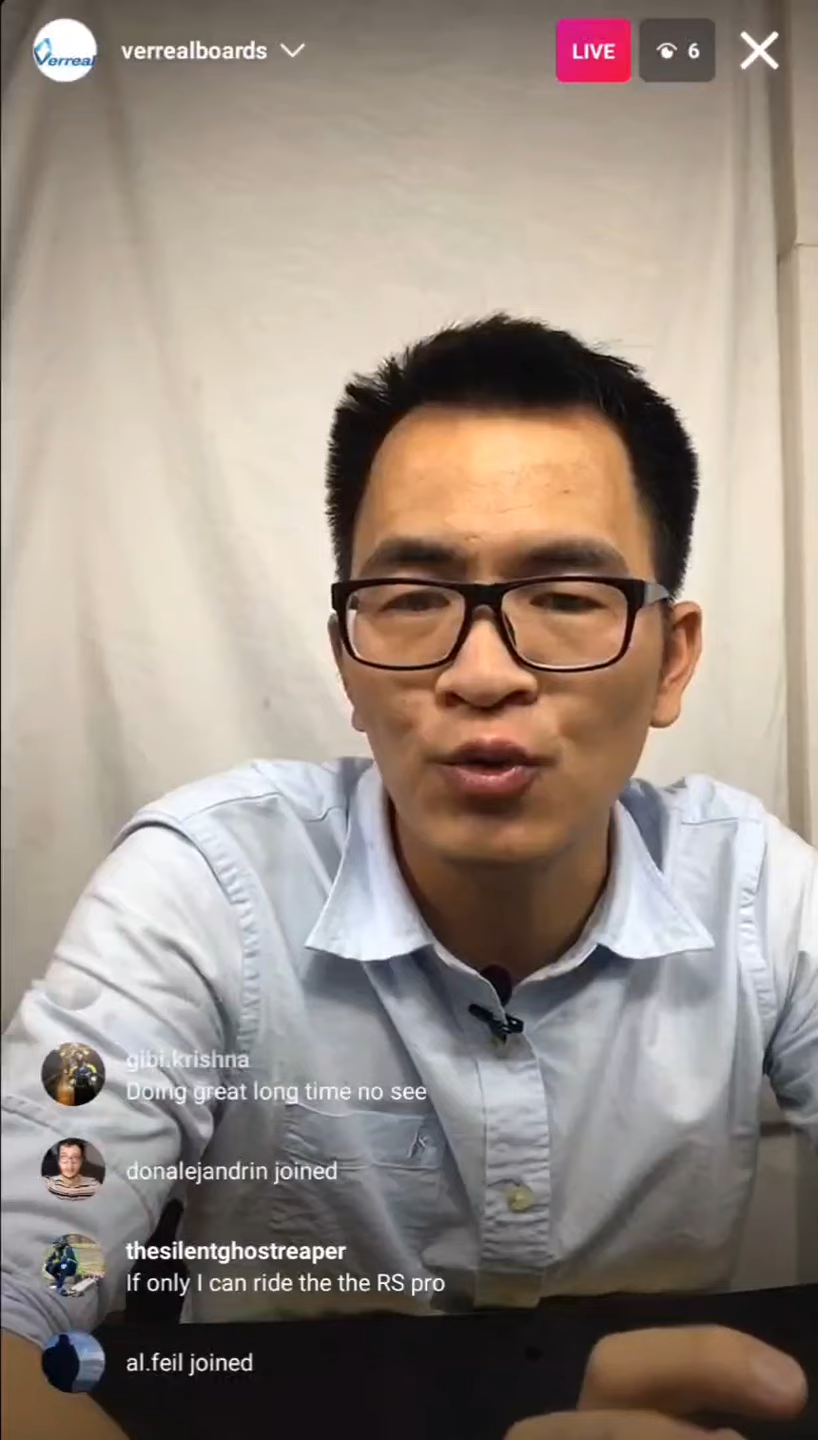 Verreal
verrealboards
LIVE
6
gibi.krishna
Doing great long time no see
donalejandrin joined
thesilentghostreaper
If only I can ride the the RS pro
al.feil joined